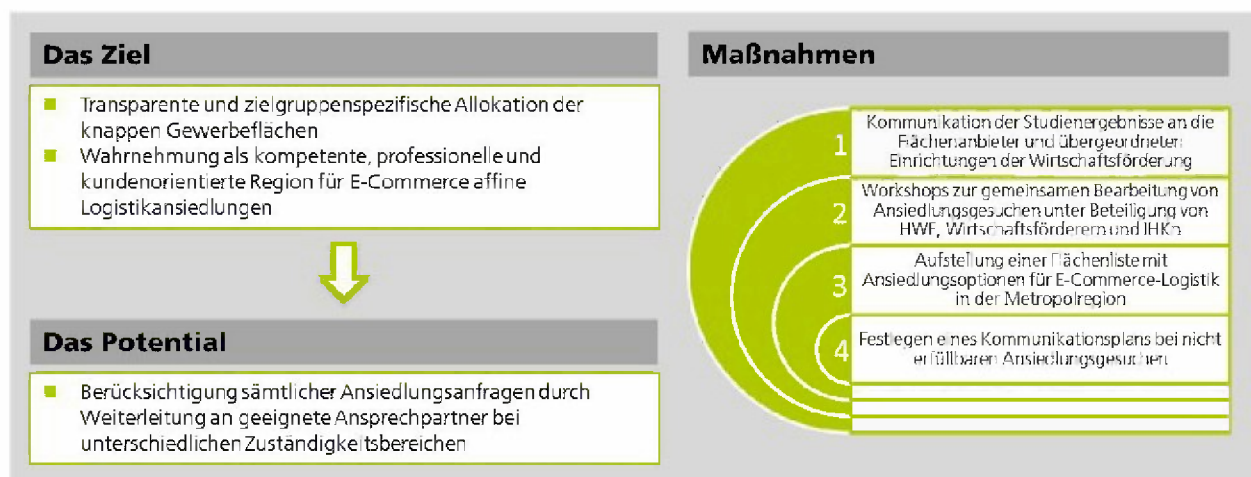 Das Ziel
Transparente und zielgruppenspezifische Allokation der
knappen Gewerbeflächen
Wahrnehmung als kompetente, professionelle und
kundenorientierte Region für E-Commerce affine
Logistikansiedlungen
Das Potential
Berücksichtigung sämtlicher Ansiedlungsanfragen durch
Weiterleitung an geeignete Ansprechpartner bei
unterschiedlichen Zuständigkeitsbereichen
Maßnahmen
1
Kommunikation der Studienergebnisse an die
Flächenanbieter und übergeordneten
Einrichtungen der Wirtschaftsförderung
2
Workshops zur gemeinsamen Bearbeitung von
Ansiedlungsgesuchen unter Beteiligung von
HWF, Wirtschaftsförderern und IHKn
3
Aufstellung einer Flächenliste mit
Ansiedlungsoptionen für E-Commerce-Logistik
in der Metropolregion
4
Festlegen eines Kommunikationsplans bei nicht
erfüllbaren Ansiedlungsgesuchen